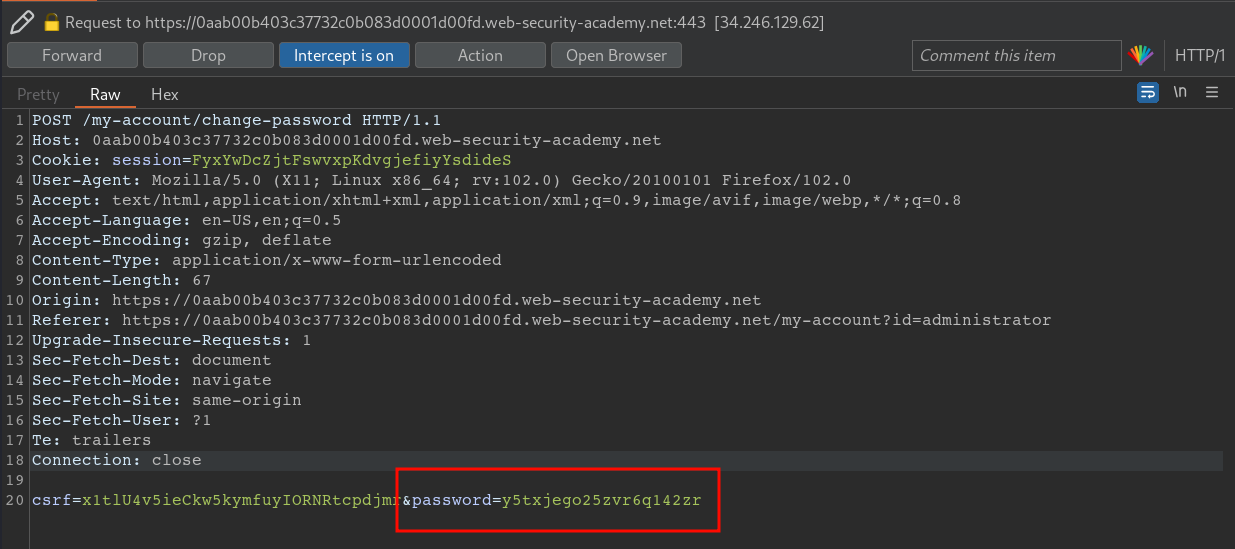 Request to https://0aab00b403c37732c0b083d0001d00fd.web-security-academy.net:443 [34.246.129.62]
Forward Drop Intercept is on Action Open Browser Comment this item HTTP/1
Pretty Raw Hex \n
1 POST /my-account/change-password HTTP/1.1
2 Host: 0aab00b403c37732c0b083d0001d00fd.web-security-academy.net
3 Cookie: session=FyxYwDcZjtFswvxpKdvgjefiyYsdideS
4 User-Agent: Mozilla/5.0 (X11; Linux x86_64; rv:102.0) Gecko/20100101 Firefox/102.0
5 Accept: text/html,application/xhtml+xml,application/xml;q=0.9,image/avif,image/webp,*/*;q=0.8
6 Accept-Language: en-US,en;q=0.5
7 Accept-Encoding: gzip, deflate
8 Content-Type: application/x-www-form-urlencoded
9 Content-Length: 67
10 Origin: https://0aab00b403c37732c0b083d0001d00fd.web-security-academy.net
11 Referer: https://0aab00b403c37732c0b083d0001d00fd.web-security-academy.net/my-account?id=administrator
12 Upgrade-Insecure-Requests: 1
13 Sec-Fetch-Dest: document
14 Sec-Fetch-Mode: navigate
15 Sec-Fetch-Site: same-origin
16 Sec-Fetch-User: ?1
17 Te: trailers
18 Connection: close
19
20 csrf=x1tlU4v5ieCkw5kymfuyIORNRtcpdjmr&password=y5txjego25zvr6q142zr